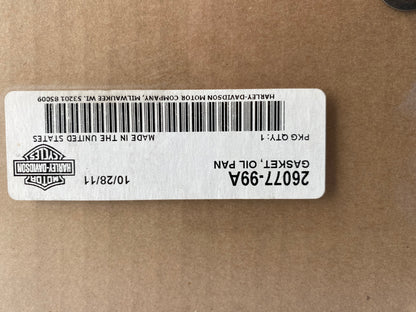 26077-99A
10/28/11
GASKET, OIL PAN
MOTOR
HARLEY-DAVIDSON
CYCLES
PKG QTY: 1
MADE IN THE UNITED STATES
HARLEY-DAVIDSON MOTOR COMPANY, MILWAUKEE WI. 53201 85009